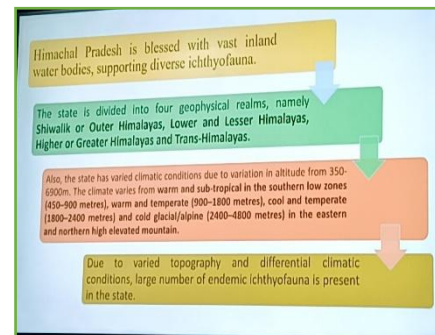 Himachal Pradesh is blessed with vast inland
water bodies, supporting diverse ichthyofauna.
The state is divided into four geophysical realms, namely
Shiwalik or Outer Himalayas, Lower and Lesser Himalayas,
Higher or Greater Himalayas and Trans-Himalayas.
Also, the state has varied climatic conditions due to variation in altitude from 350-
6900m. The climate varies from warm and sub-tropical in the southern low zones
(450–900 metres), warm and temperate (900–1800 metres), cool and temperate
(1800–2400 metres) and cold glacial/alpine (2400–4800 metres) in the eastern
and northern high elevated mountain.
Due to varied topography and differential climatic
conditions, large number of endemic Ichthyofauna is present
in the state.